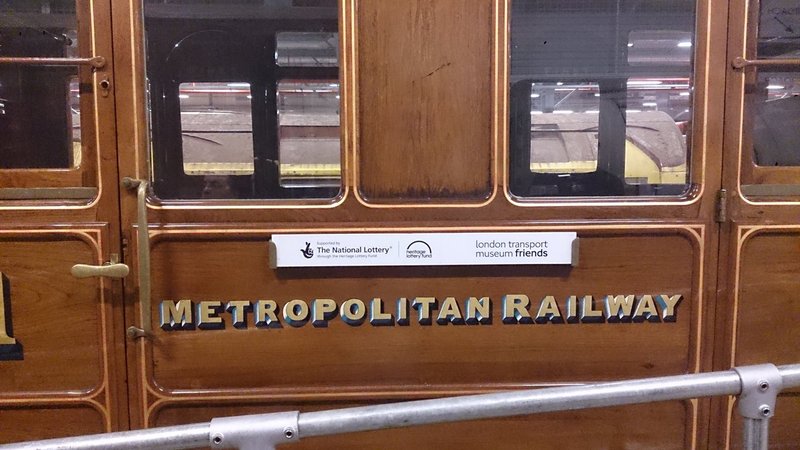 Supported by
The National Lottery®
through the Heritage Lottery Fund
heritage
lottery fund
london transport
museum friends
METROPOLITAN RAILWAY
1